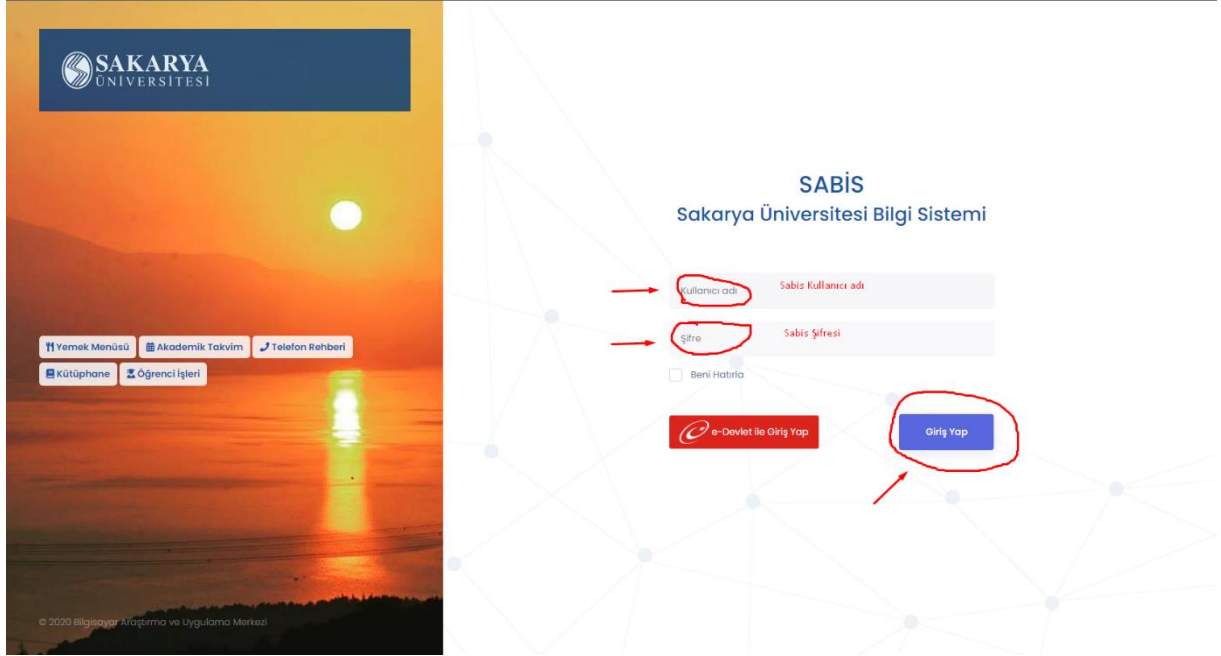 SAKARYA
ÜNİVERSİTESİ
Yemek Menüsü
Akademik Takvim
Telefon Rehberi
Kütüphane
Öğrenci İşleri
© 2020 Bilgisayar Araştırma ve Uygulama Merkezi
SABİS
Sakarya Üniversitesi Bilgi Sistemi
Kullanıcı adı
Sabis Kullanıcı adı
Şifre
Sabis Şifresi
Beni Hatırla
e-Devlet ile Giriş Yap
Giriş Yap